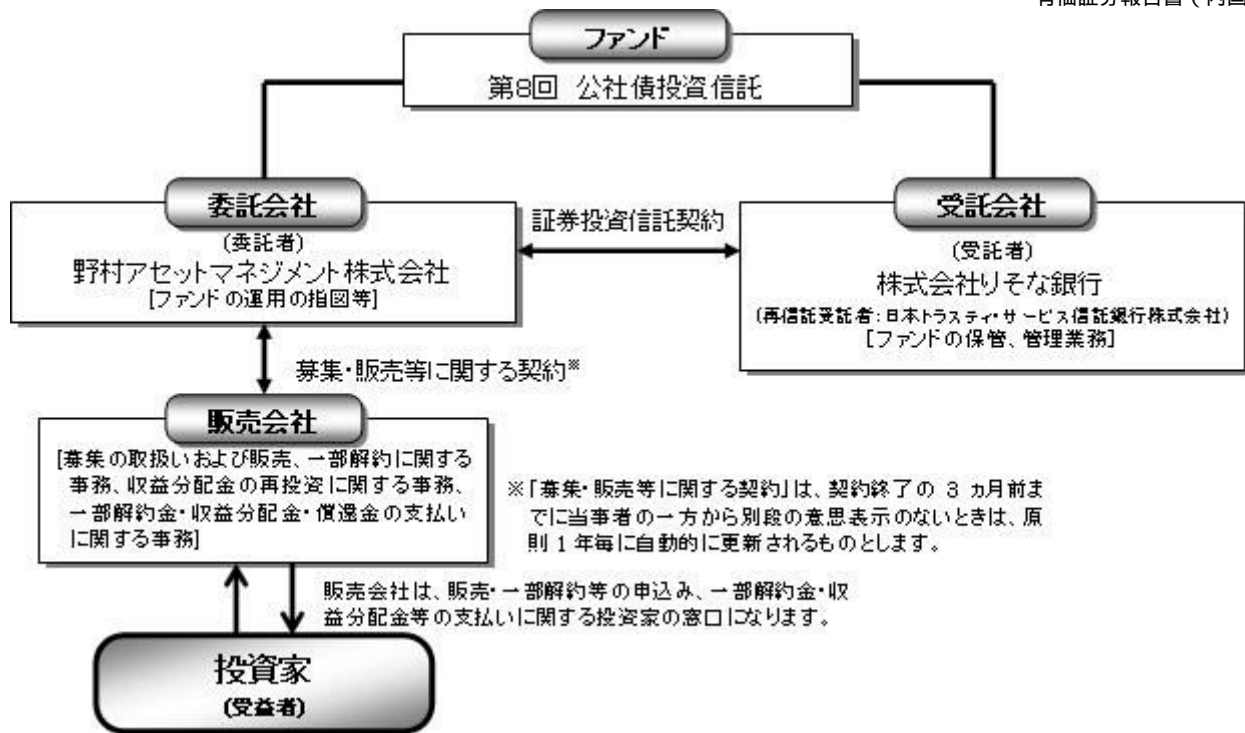 ファンド
第8回 公社債投資信託
委託会社
(委託者)
野村アセットマネジメント株式会社
[ファンドの運用の指図等]
証券投資信託契約
受託会社
(受託者)
株式会社りそな銀行
(再信託受託者:日本トラスティ・サービス信託銀行株式会社)
[ファンドの保管、管理業務]
募集・販売等に関する契約※
販売会社
[募集の取扱いおよび販売、一部解約に関する
事務、収益分配金の再投資に関する事務、
一部解約金・収益分配金・償還金の支払い
に関する事務]
※「募集・販売等に関する契約」は、契約終了の 3 カ月前ま
でに当事者の一方から別段の意思表示のないときは、原
則 1 年毎に自動的に更新されるものとします。
販売会社は、販売・一部解約等の申込み、一部解約金・収
益分配金等の支払いに関する投資家の窓口になります。
投資家
(受益者)